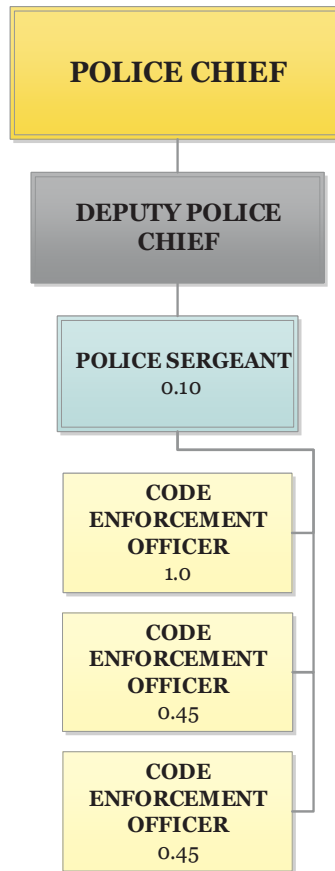 POLICE CHIEF
DEPUTY POLICE
CHIEF
POLICE SERGEANT
0.10
CODE
ENFORCEMENT
OFFICER
1.0
CODE
ENFORCEMENT
OFFICER
0.45
CODE
ENFORCEMENT
OFFICER
0.45